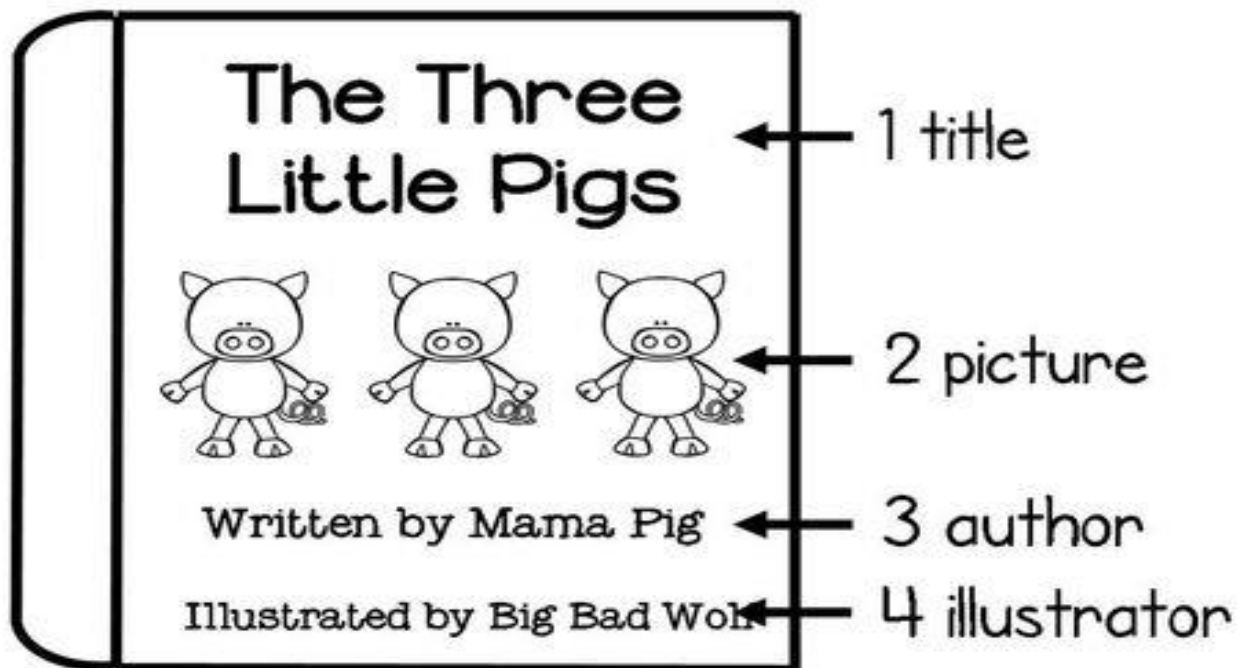 The Three
Little Pigs
1 title
2 picture
Written by Mama Pig
3 author
Illustrated by Big Bad
4 illustrator